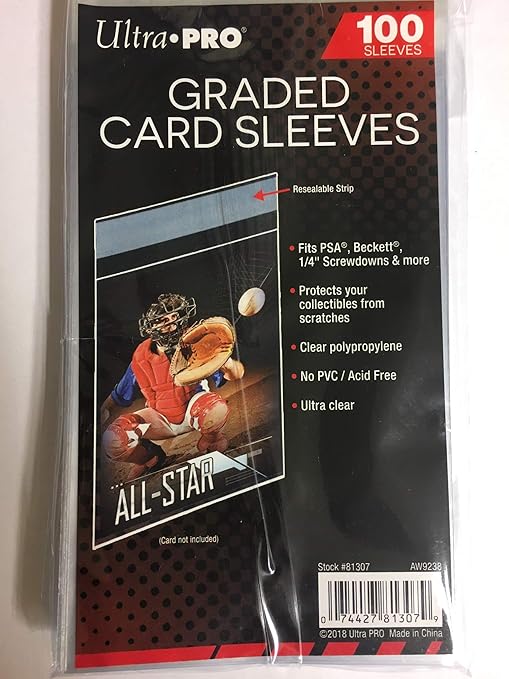 Ultra•PRO®
100
SLEEVES
GRADED
CARD SLEEVES
Resealable Strip
• Fits PSA®, Beckett®,
1/4" Screwdowns & more
• Protects your
collectibles from
scratches
• Clear polypropylene
• No PVC / Acid Free
• Ultra clear
ALL-STAR
(Card not included)
Stock #81307
AW9238
0 74427 81307 9
©2018 Ultra PRO Made in China